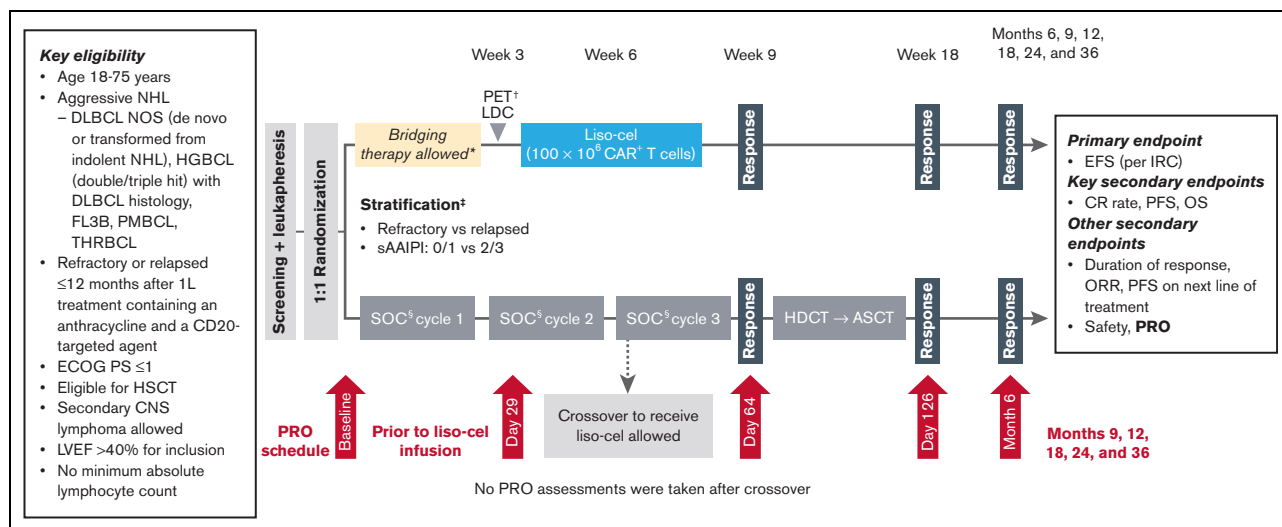 Key eligibility
• Age 18-75 years
• Aggressive NHL
– DLBCL NOS (de novo
or transformed from
indolent NHL), HGBCL
(double/triple hit) with
DLBCL histology,
FL3B, PMBCL,
THRBCL
• Refractory or relapsed
≤12 months after 1L
treatment containing an
anthracycline and a CD20-
targeted agent
• ECOG PS ≤1
• Eligible for HSCT
• Secondary CNS
lymphoma allowed
• LVEF >40% for inclusion
• No minimum absolute
lymphocyte count
Screening + leukapheresis
1:1 Randomization
Week 3
Week 6
Week 9
Week 18
Months 6, 9, 12,
18, 24, and 36
Bridging
therapy allowed*
PET†
LDC
Liso-cel
(100 × 10⁶ CAR⁺ T cells)
Response
Response
Response
Stratification‡
• Refractory vs relapsed
• sAAIPI: 0/1 vs 2/3
SOC§ cycle 1
SOC§ cycle 2
SOC§ cycle 3
Response
HDCT → ASCT
Response
Response
Crossover to receive
liso-cel allowed
PRO
schedule
Baseline
Prior to liso-cel
infusion
Day 29
Day 64
Day 126
Month 6
Months 9, 12,
18, 24, and 36
No PRO assessments were taken after crossover
Primary endpoint
• EFS (per IRC)
Key secondary endpoints
• CR rate, PFS, OS
Other secondary
endpoints
• Duration of response,
ORR, PFS on next line of
treatment
• Safety, PRO